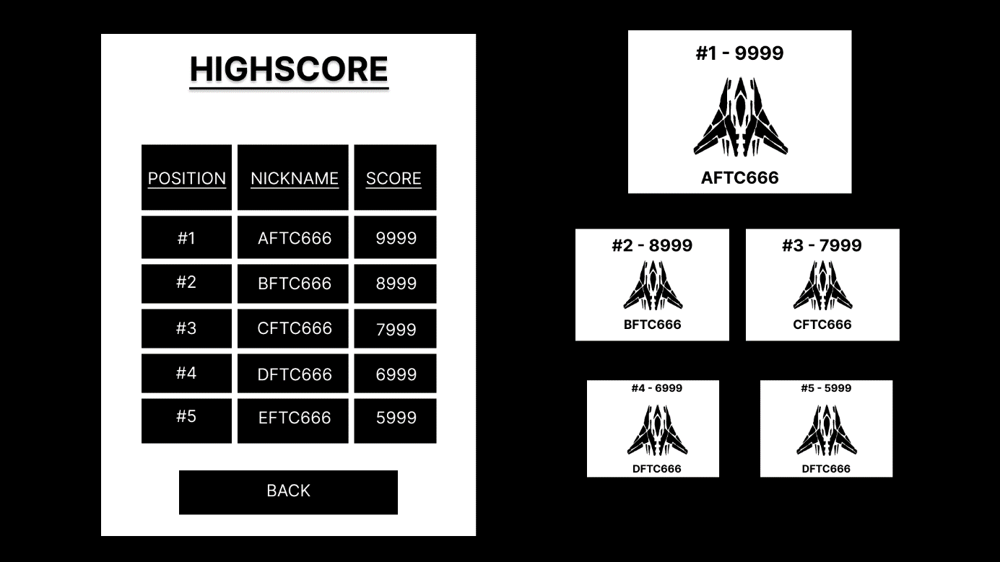 HIGHSCORE
POSITION NICKNAME SCORE
#1 AFTC666 9999
#2 BFTC666 8999
#3 CFTC666 7999
#4 DFTC666 6999
#5 EFTC666 5999
BACK
#1 - 9999
AFTC666
#2 - 8999
BFTC666
#3 - 7999
CFTC666
#4 - 6999
DFTC666
#5 - 5999
DFTC666